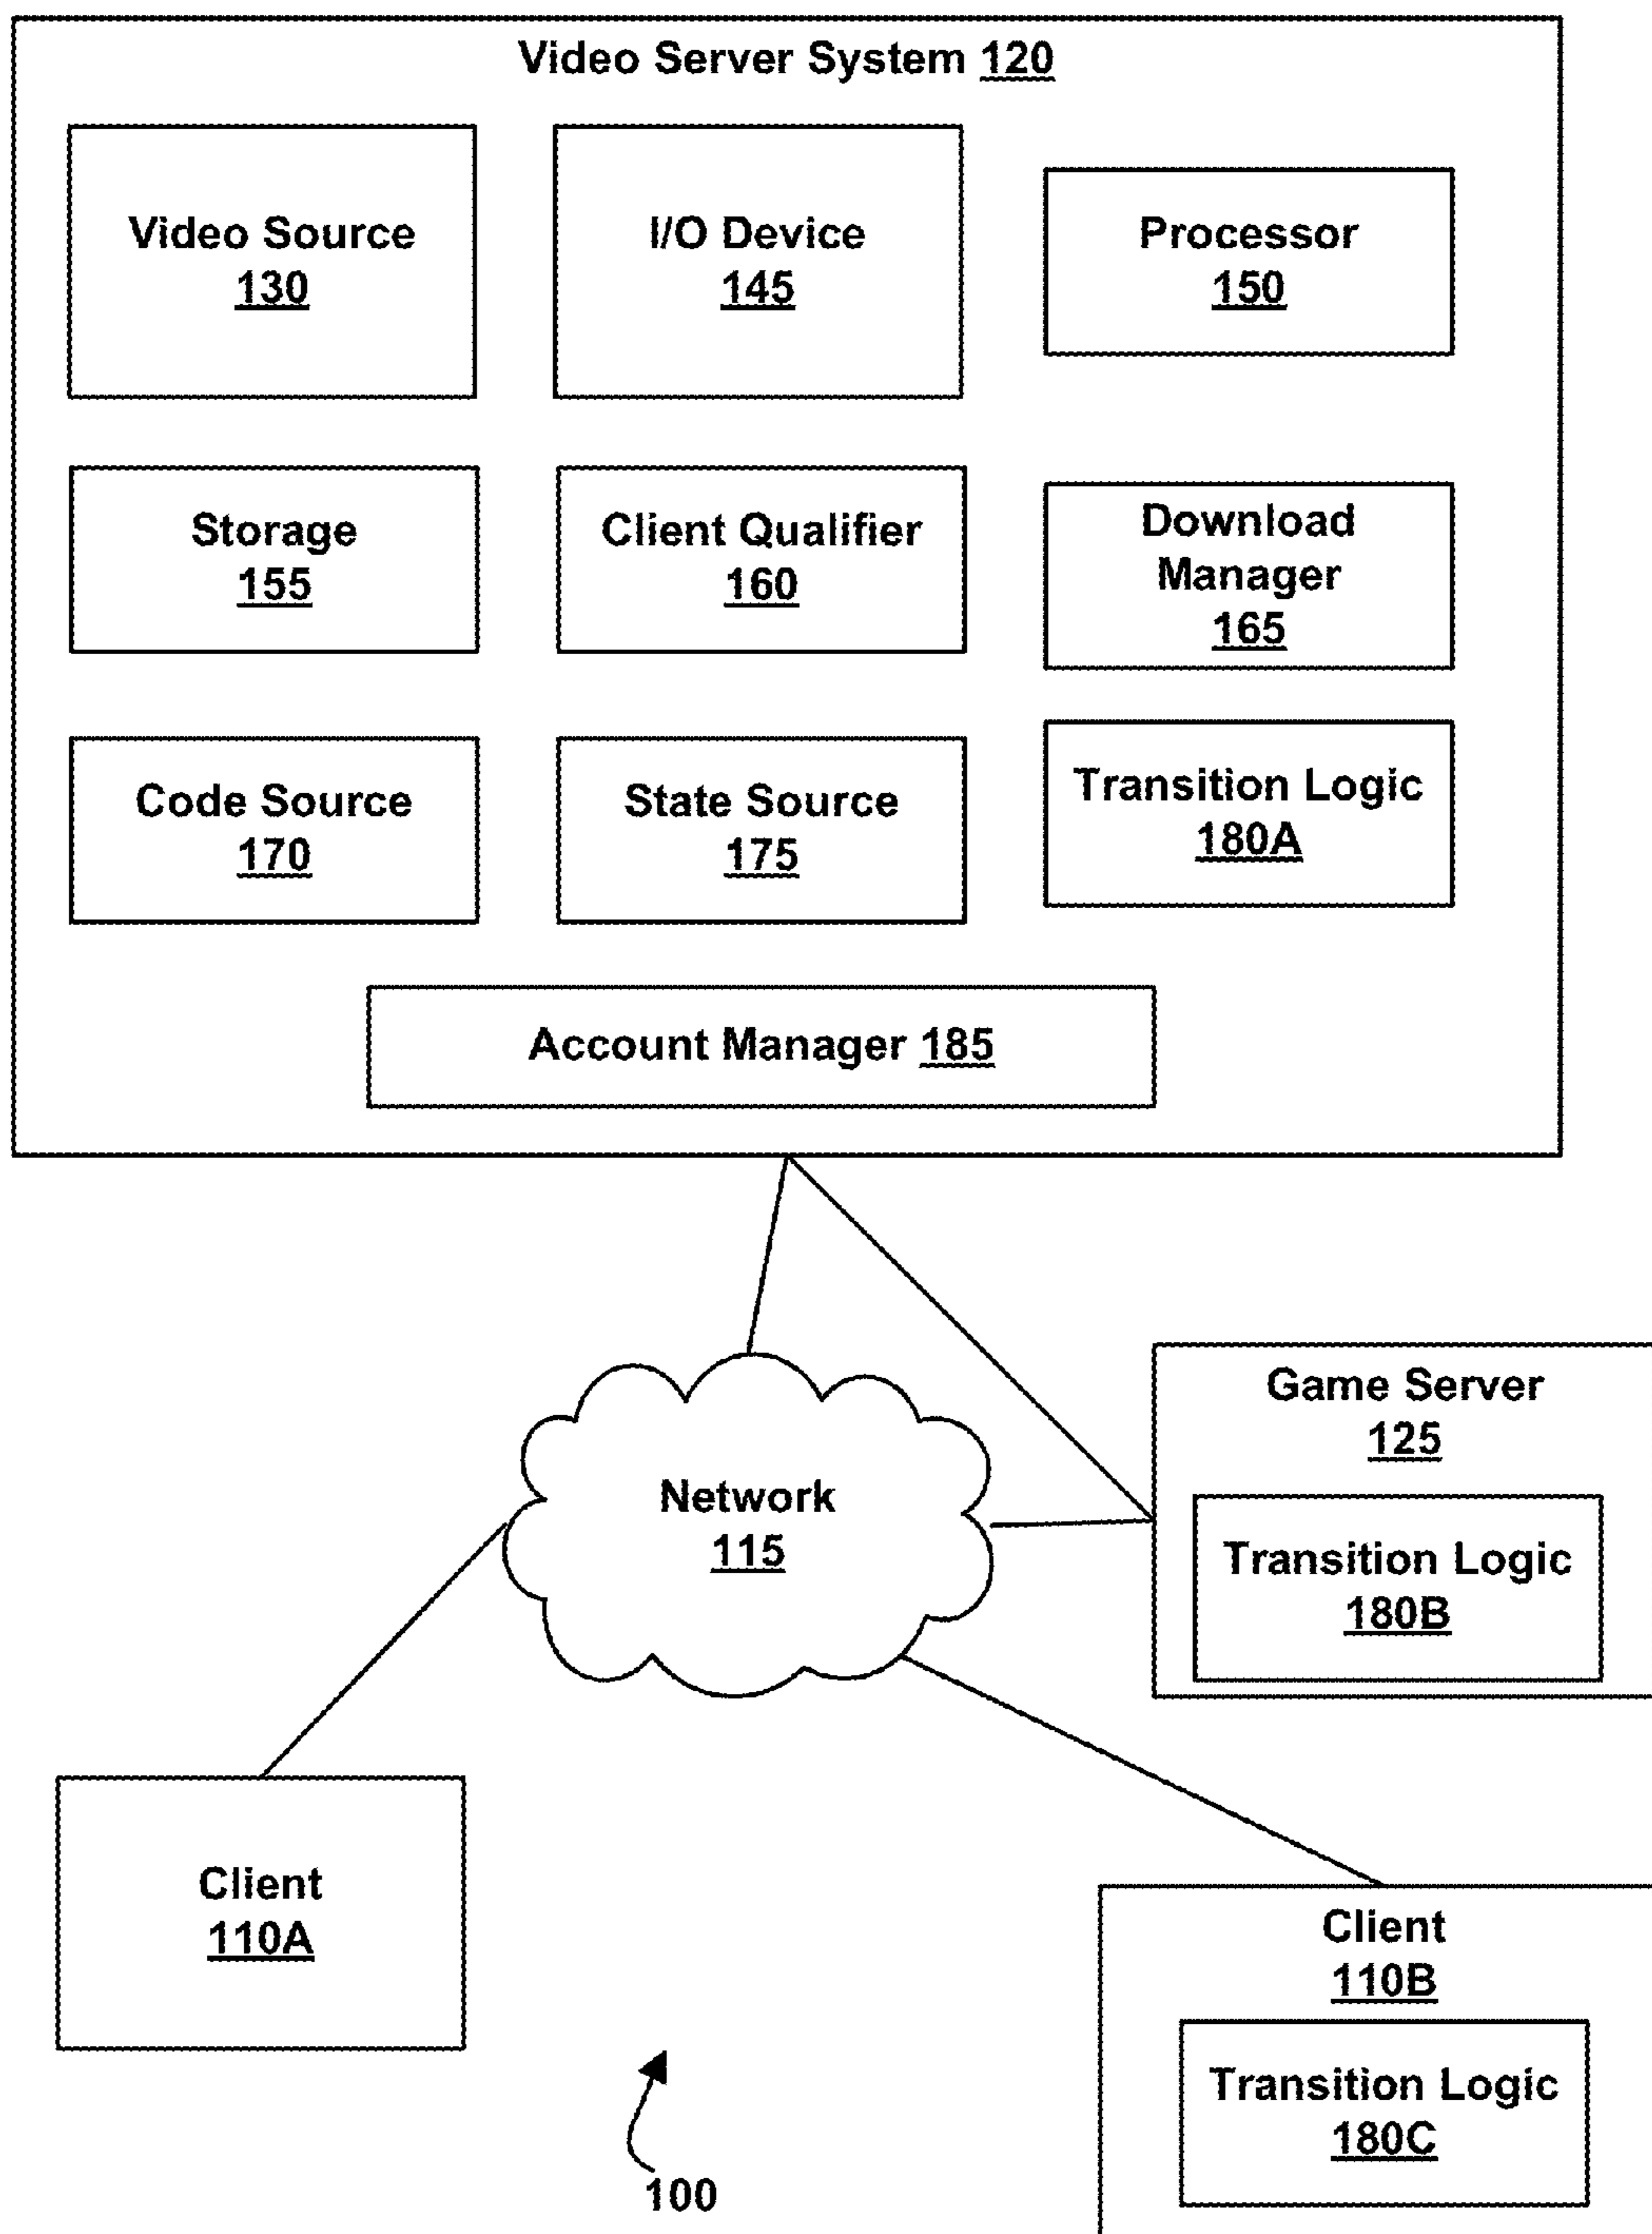 Video Server System 120
Video Source
130
I/O Device
145
Processor
150
Storage
155
Client Qualifier
160
Download
Manager
165
Code Source
170
State Source
175
Transition Logic
180A
Account Manager 185
Game Server
125
Transition Logic
180B
Network
115
Client
110A
Client
110B
Transition Logic
180C
100